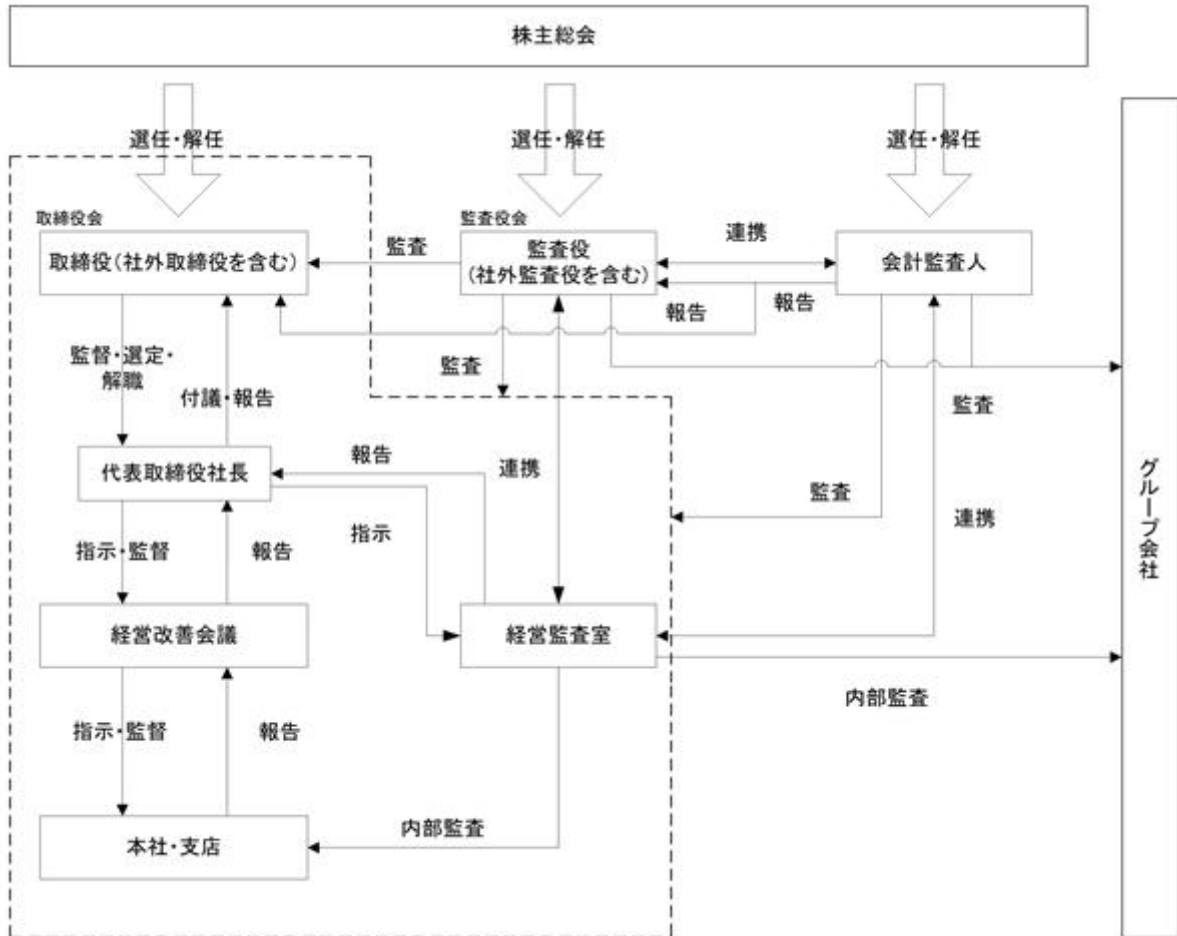 株主総会
選任・解任
選任・解任
選任・解任
取締役会
取締役(社外取締役を含む)
監査
監査役会
監査役
(社外監査役を含む)
連携
報告
報告
会計監査人
監督・選定・
解職
付議・報告
監査
監査
代表取締役社長
報告
連携
指示
監査
連携
グループ会社
指示・監督
報告
経営改善会議
経営監査室
内部監査
指示・監督
報告
本社・支店
内部監査